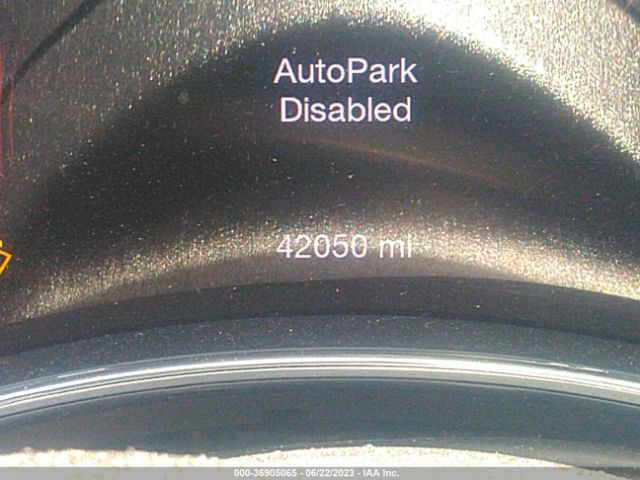 AutoPark
Disabled
42050 mi
000-36905065 - 06/22/2023 - IAA Inc.